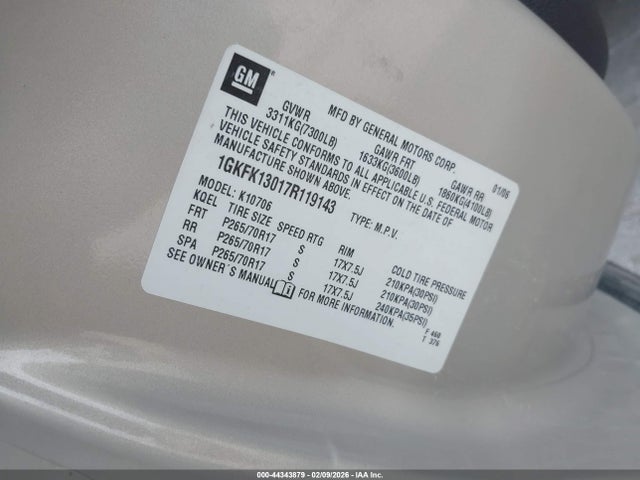 GM®
MFD BY GENERAL MOTORS CORP. 01/06
GVWR GAWR FRT GAWR RR
3311KG(7300LB) 1633KG(3600LB) 1860KG(4100LB)
THIS VEHICLE CONFORMS TO ALL APPLICABLE U.S. FEDERAL MOTOR
VEHICLE SAFETY STANDARDS IN EFFECT ON THE DATE OF
MANUFACTURE SHOWN ABOVE.
1GKFK13017R119143 TYPE: M.P.V.
MODEL: K10706
KQEL TIRE SIZE SPEED RTG RIM COLD TIRE PRESSURE
FRT P265/70R17 S 17X7.5J 210KPA(30PSI)
RR P265/70R17 S 17X7.5J 210KPA(30PSI)
SPA P265/70R17 S 17X7.5J 240KPA(35PSI)
SEE OWNER´S MANUAL FOR MORE INFORMATION.
F 460
T 376
000-44343879 - 02/09/2026 - IAA Inc.